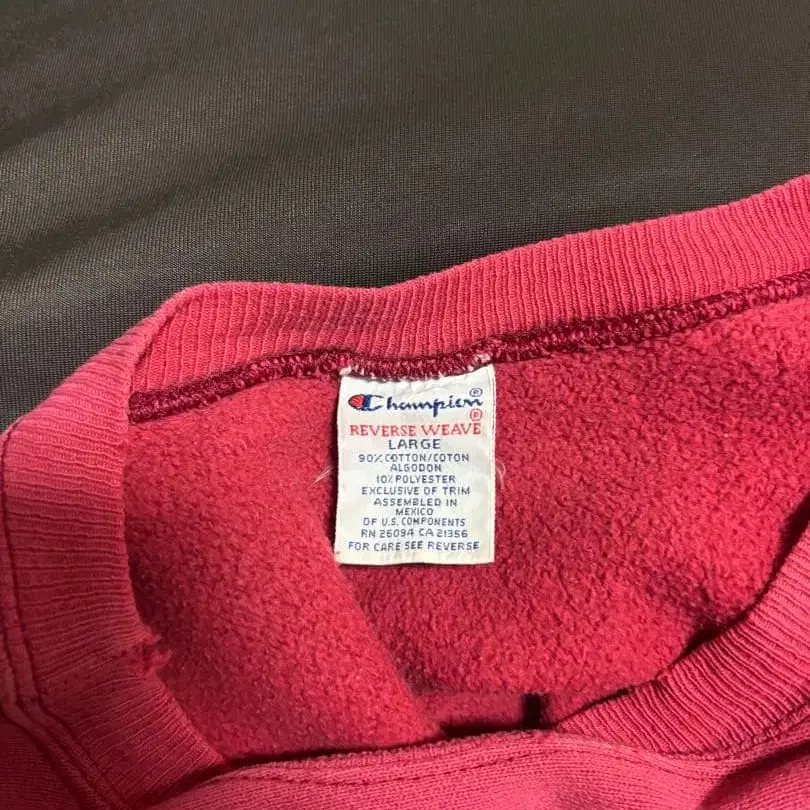 Champion®
REVERSE WEAVE®
LARGE
90% COTTON/COTON
ALGODON
10% POLYESTER
EXCLUSIVE OF TRIM
ASSEMBLED IN
MEXICO
OF U.S. COMPONENTS
RN 26094 CA 21356
FOR CARE SEE REVERSE